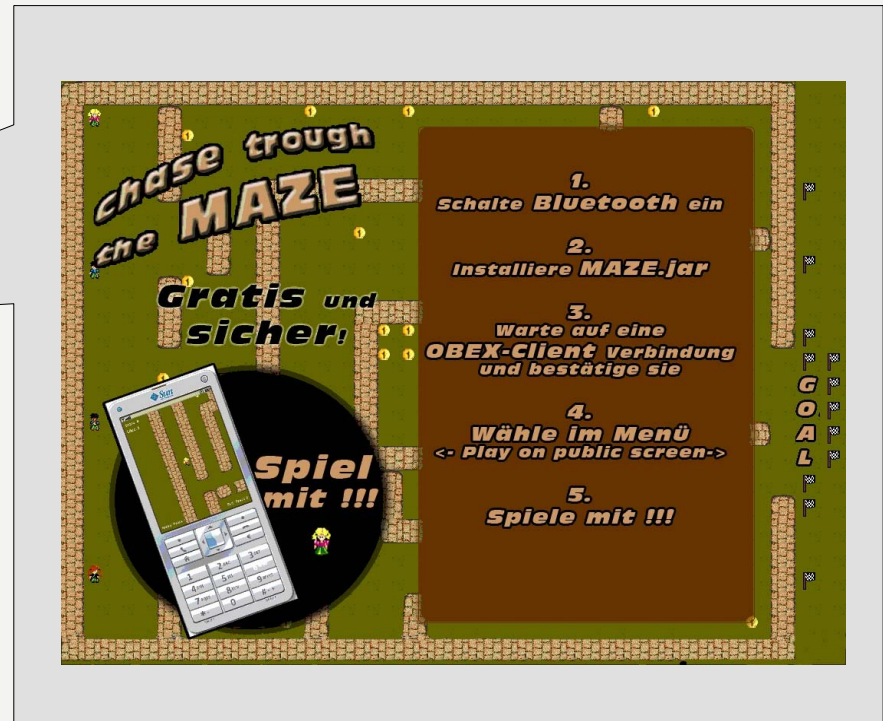 chase trough
the MAZE
Gratis und
sicher!
Spiel
mit !!!
Sun
1.
Schalte Bluetooth ein
2.
Installiere MAZE.jar
3.
Warte auf eine
OBEX-Client Verbindung
und bestätige sie
4.
Wähle im Menü
<- Play on public screen->
5.
Spiele mit !!!
GOAL